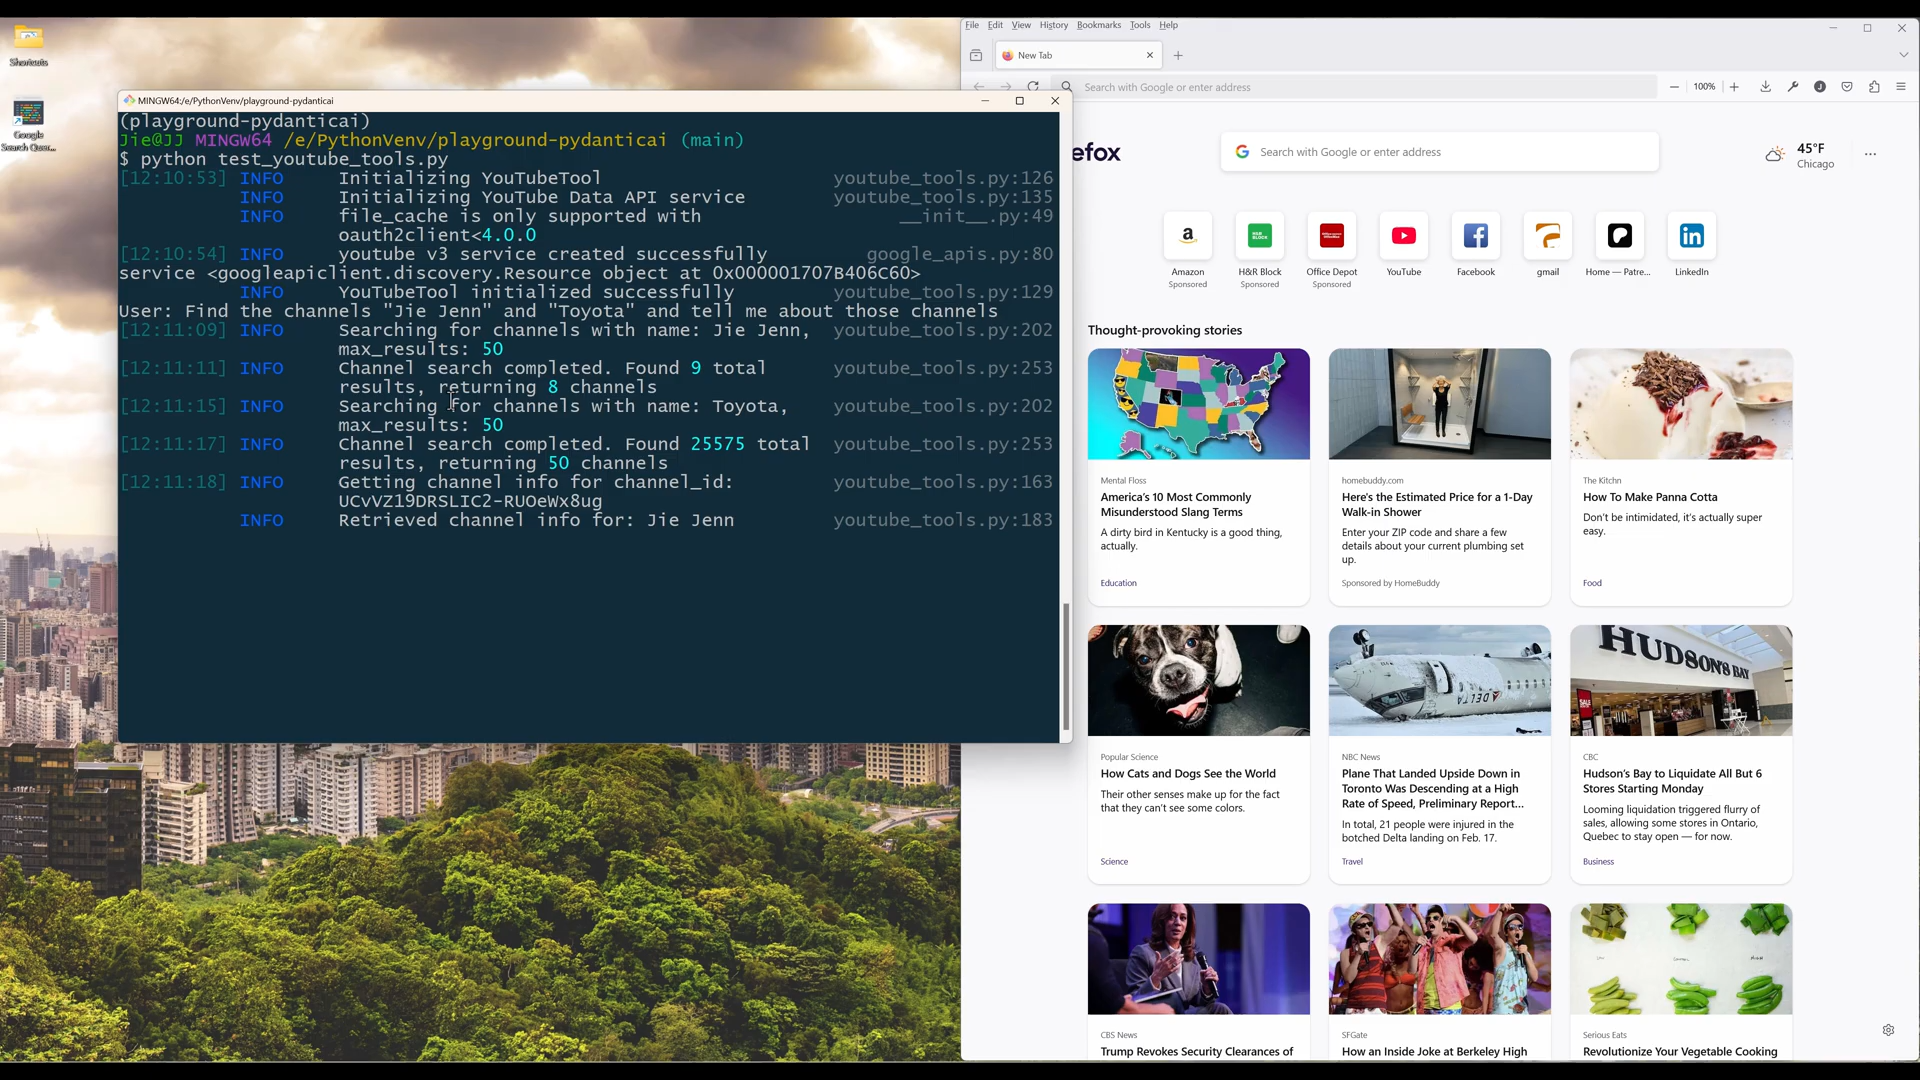 Shortcuts
Google
Search Quer...
MINGW64:/e/PythonVenv/playground-pydanticai
(playground-pydanticai)
Jie@JJ MINGW64 /e/PythonVenv/playground-pydanticai (main)
$ python test_youtube_tools.py
[12:10:53] INFO Initializing YouTubeTool youtube_tools.py:126
INFO Initializing YouTube Data API service youtube_tools.py:135
INFO file_cache is only supported with __init__.py:49
oauth2client<4.0.0
[12:10:54] INFO youtube v3 service created successfully google_apis.py:80
service <googleapiclient.discovery.Resource object at 0x000001707B406C60>
INFO YouTubeTool initialized successfully youtube_tools.py:129
User: Find the channels "Jie Jenn" and "Toyota" and tell me about those channels
[12:11:09] INFO Searching for channels with name: Jie Jenn, youtube_tools.py:202
max_results: 50
[12:11:11] INFO Channel search completed. Found 9 total youtube_tools.py:253
results, returning 8 channels
[12:11:15] INFO Searching for channels with name: Toyota, youtube_tools.py:202
max_results: 50
[12:11:17] INFO Channel search completed. Found 25575 total youtube_tools.py:253
results, returning 50 channels
[12:11:18] INFO Getting channel info for channel_id: youtube_tools.py:163
UCvVZ19DRSLIC2-RUOeWx8ug
INFO Retrieved channel info for: Jie Jenn youtube_tools.py:183
File Edit View History Bookmarks Tools Help
New Tab
Search with Google or enter address
100%
efox
Search with Google or enter address
45°F
Chicago
Amazon
Sponsored
H&R BLOCK
H&R Block
Sponsored
Office Depot
Sponsored
YouTube
Facebook
gmail
Home — Patre...
LinkedIn
Thought-provoking stories
Mental Floss
America’s 10 Most Commonly
Misunderstood Slang Terms
A dirty bird in Kentucky is a good thing,
actually.
Education
homebuddy.com
Here's the Estimated Price for a 1-Day
Walk-in Shower
Enter your ZIP code and share a few
details about your current plumbing set
up.
Sponsored by HomeBuddy
The Kitchn
How To Make Panna Cotta
Don’t be intimidated, it’s actually super
easy.
Food
Popular Science
How Cats and Dogs See the World
Their other senses make up for the fact
that they can’t see some colors.
Science
DELTA
NBC News
Plane That Landed Upside Down in
Toronto Was Descending at a High
Rate of Speed, Preliminary Report...
In total, 21 people were injured in the
botched Delta landing on Feb. 17.
Travel
HUDSON'S BAY
SALE
CBC
Hudson’s Bay to Liquidate All But 6
Stores Starting Monday
Looming liquidation triggered flurry of
sales, allowing some stores in Ontario,
Quebec to stay open — for now.
Business
CBS News
Trump Revokes Security Clearances of
SFGate
How an Inside Joke at Berkeley High
Serious Eats
Revolutionize Your Vegetable Cooking